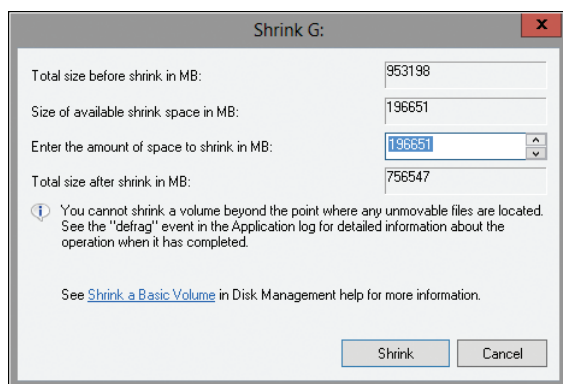 Shrink G:
x
Total size before shrink in MB: 953198
Size of available shrink space in MB: 196651
Enter the amount of space to shrink in MB: 196651
Total size after shrink in MB: 756547
You cannot shrink a volume beyond the point where any unmovable files are located.
See the "defrag" event in the Application log for detailed information about the
operation when it has completed.
See Shrink a Basic Volume in Disk Management help for more information.
Shrink Cancel